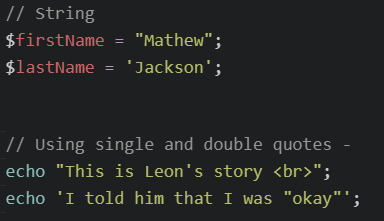 // String
$firstName = "Mathew";
$lastName = 'Jackson';
// Using single and double quotes -
echo "This is Leon's story <br>";
echo 'I told him that I was "okay"';